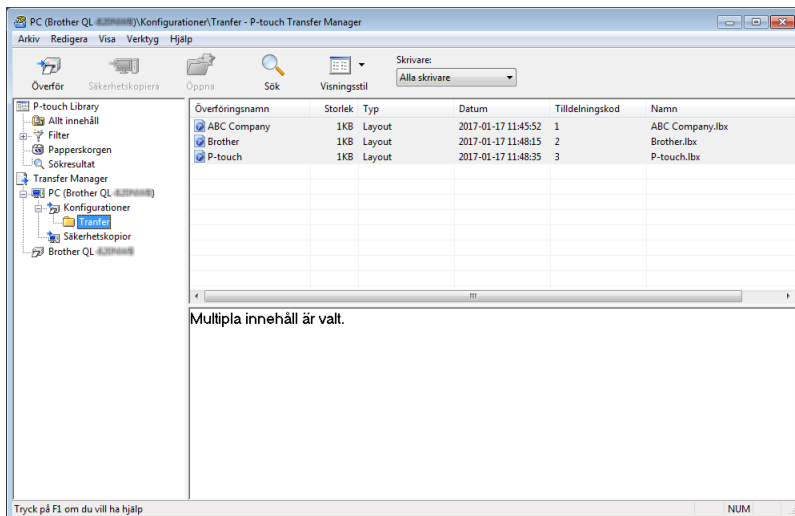 PC (Brother QL )\Konfigurationer\Tranfer - P-touch Transfer Manager
Arkiv Redigera Visa Verktyg Hjälp
Överför Säkerhetskopiera Öppna Sök Visningsstil
Skrivare:
Alla skrivare
P-touch Library
Allt innehåll
Filter
Papperskorgen
Sökresultat
Transfer Manager
PC (Brother QL )
Konfigurationer
Tranfer
Säkerhetskopior
Brother QL
Överföringsnamn Storlek Typ Datum Tilldelningskod Namn
ABC Company 1KB Layout 2017-01-17 11:45:52 1 ABC Company.lbx
Brother 1KB Layout 2017-01-17 11:48:15 2 Brother.lbx
P-touch 1KB Layout 2017-01-17 11:48:35 3 P-touch.lbx
Multipla innehåll är valt.
Tryck på F1 om du vill ha hjälp
NUM